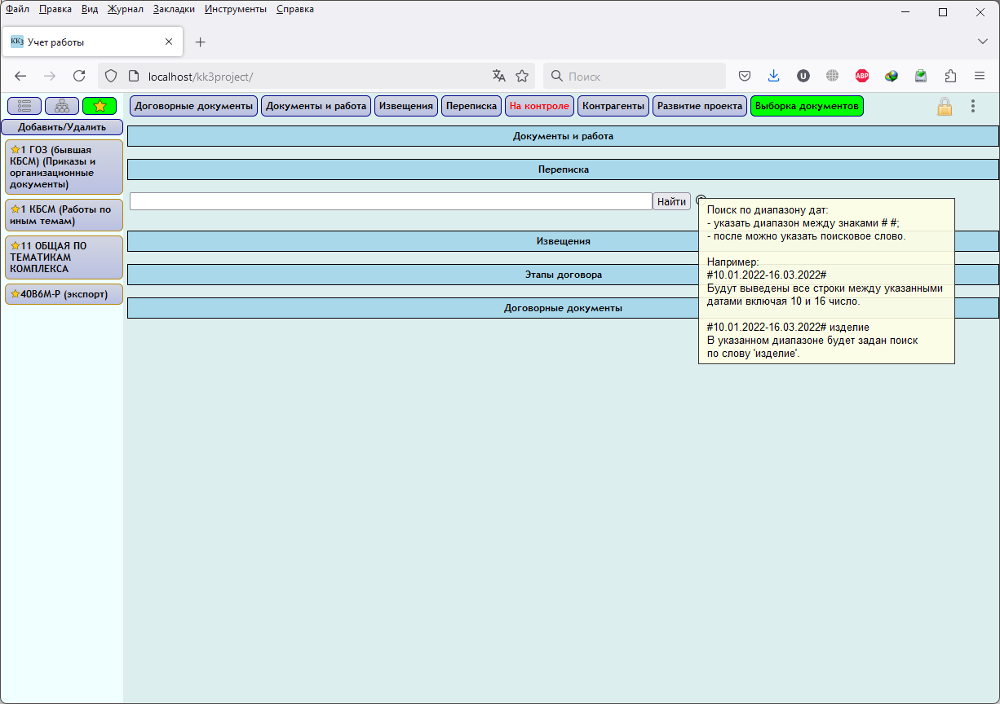 Файл Правка Вид Журнал Закладки Инструменты Справка
KK3 Учет работы
localhost/kk3project/
Поиск
U
ABP
Договорные документы Документы и работа Извещения Переписка На контроле Контрагенты Развитие проекта Выборка документов
Добавить/Удалить
1 ГОЗ (бывшая
КБСМ) (Приказы и
организационные
документы)
1 КБСМ (Работы по
иным темам)
11 ОБЩАЯ ПО
ТЕМАТИКАМ
КОМПЛЕКСА
40В6М-Р (экспорт)
Документы и работа
Переписка
Найти
Поиск по диапазону дат:
- указать диапазон между знаками # #;
- после можно указать поисковое слово.
Например:
#10.01.2022-16.03.2022#
Будут выведены все строки между указанными
датами включая 10 и 16 число.
#10.01.2022-16.03.2022# изделие
В указанном диапазоне будет задан поиск
по слову 'изделие'.
Извещения
Этапы договора
Договорные документы